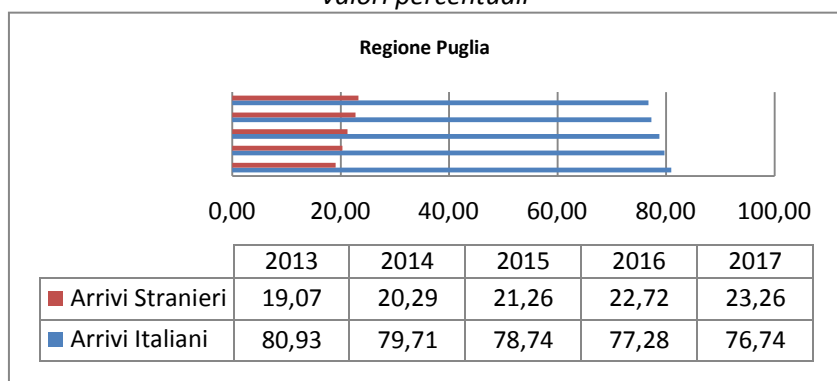 valori percentuali
Regione Puglia
0,00 20,00 40,00 60,00 80,00 100,00
2013 2014 2015 2016 2017
Arrivi Stranieri 19,07 20,29 21,26 22,72 23,26
Arrivi Italiani 80,93 79,71 78,74 77,28 76,74